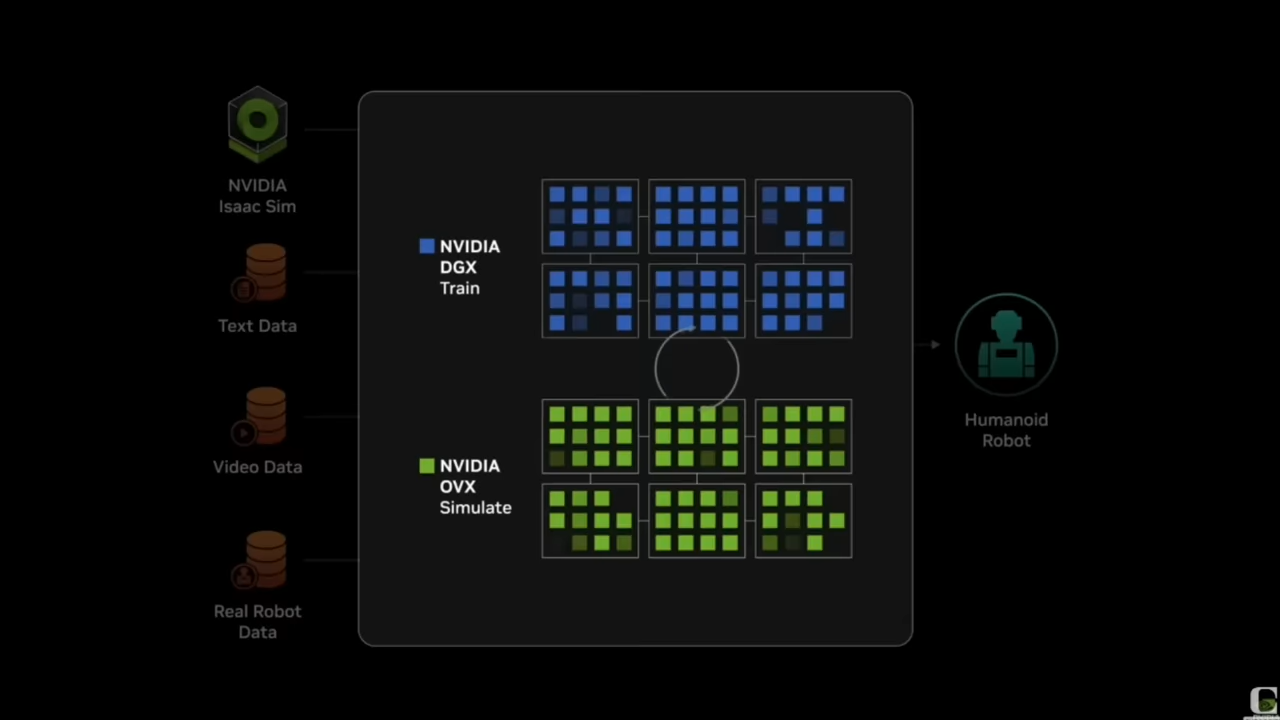 NVIDIA
Isaac Sim
Text Data
Video Data
Real Robot
Data
NVIDIA
DGX
Train
NVIDIA
OVX
Simulate
Humanoid
Robot